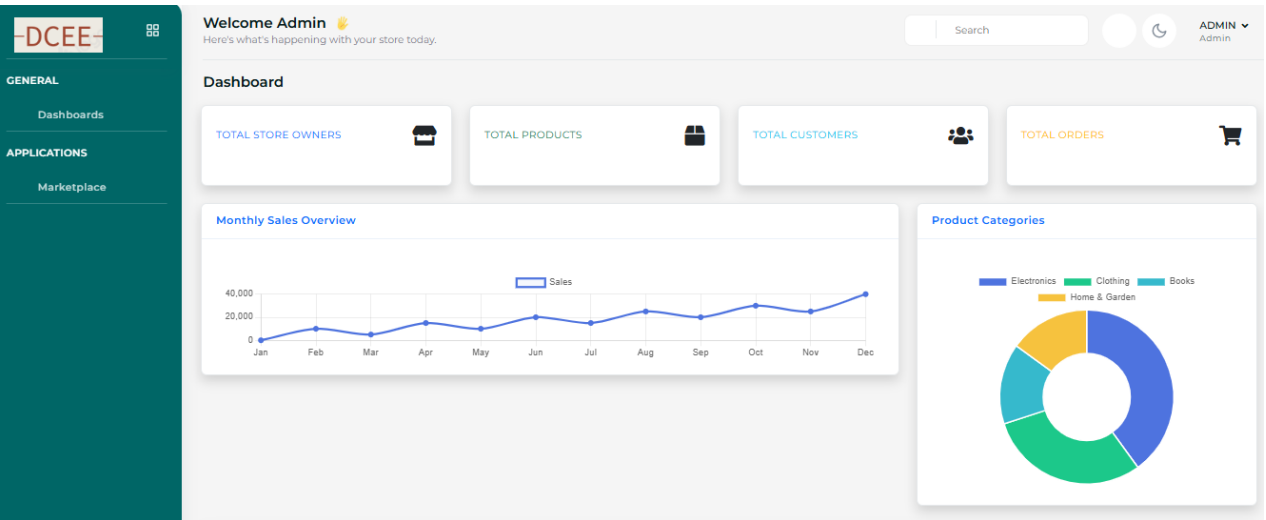 DCEE
GENERAL
Dashboards
APPLICATIONS
Marketplace
Welcome Admin
Here's what's happening with your store today.
Search
ADMIN
Admin
Dashboard
TOTAL STORE OWNERS
TOTAL PRODUCTS
TOTAL CUSTOMERS
TOTAL ORDERS
Monthly Sales Overview
Sales
40,000
20,000
0
Jan Feb Mar Apr May Jun Jul Aug Sep Oct Nov Dec
Product Categories
Electronics Clothing Books
Home & Garden